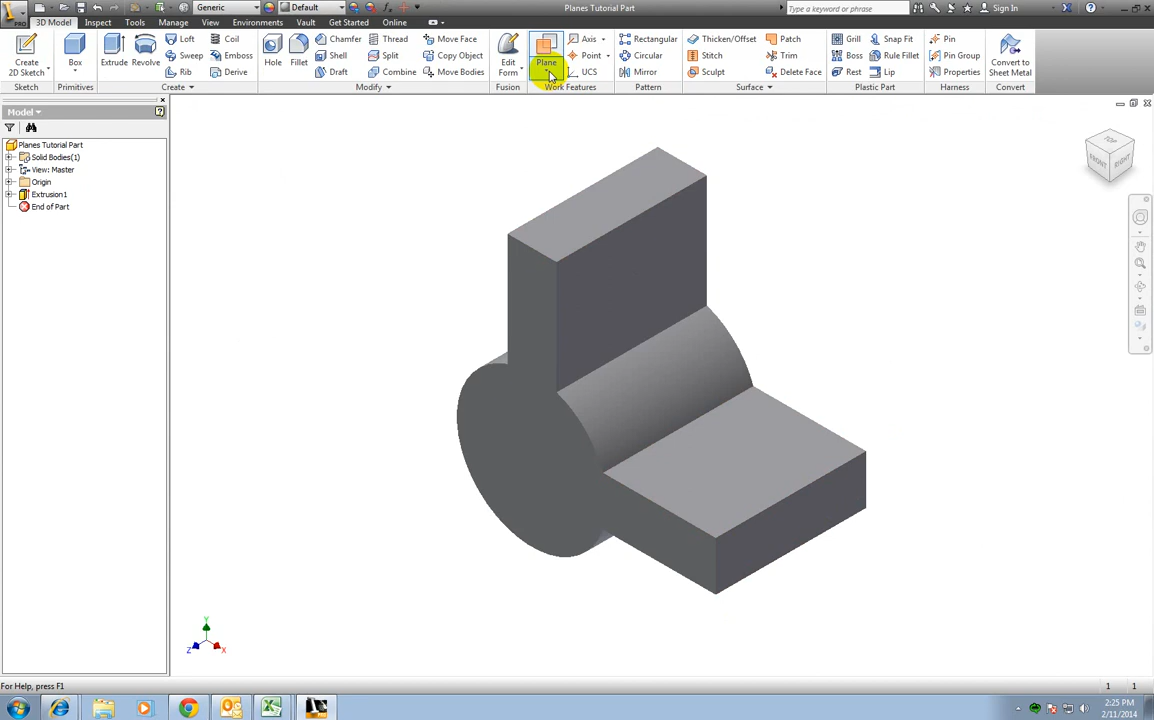 PRO Generic Default Planes Tutorial Part Type a keyword or phrase Sign In
3D Model Inspect Tools Manage View Environments Vault Get Started Online
Create 2D Sketch Box Extrude Revolve Loft Coil Hole Fillet Chamfer Thread Move Face Edit Form Plane Axis Rectangular Thicken/Offset Patch Grill Snap Fit Pin Convert to Sheet Metal
Sweep Emboss Shell Split Copy Object Point Circular Stitch Trim Boss Rule Fillet Pin Group
Rib Derive Draft Combine Move Bodies UCS Mirror Sculpt Delete Face Rest Lip Properties
Sketch Primitives Create Modify Fusion Work Features Pattern Surface Plastic Part Harness Convert
Model
Planes Tutorial Part
Solid Bodies(1)
View: Master
Origin
Extrusion1
End of Part
TOP
FRONT RIGHT
Y
Z X
For Help, press F1 1 1
2:25 PM
2/11/2014